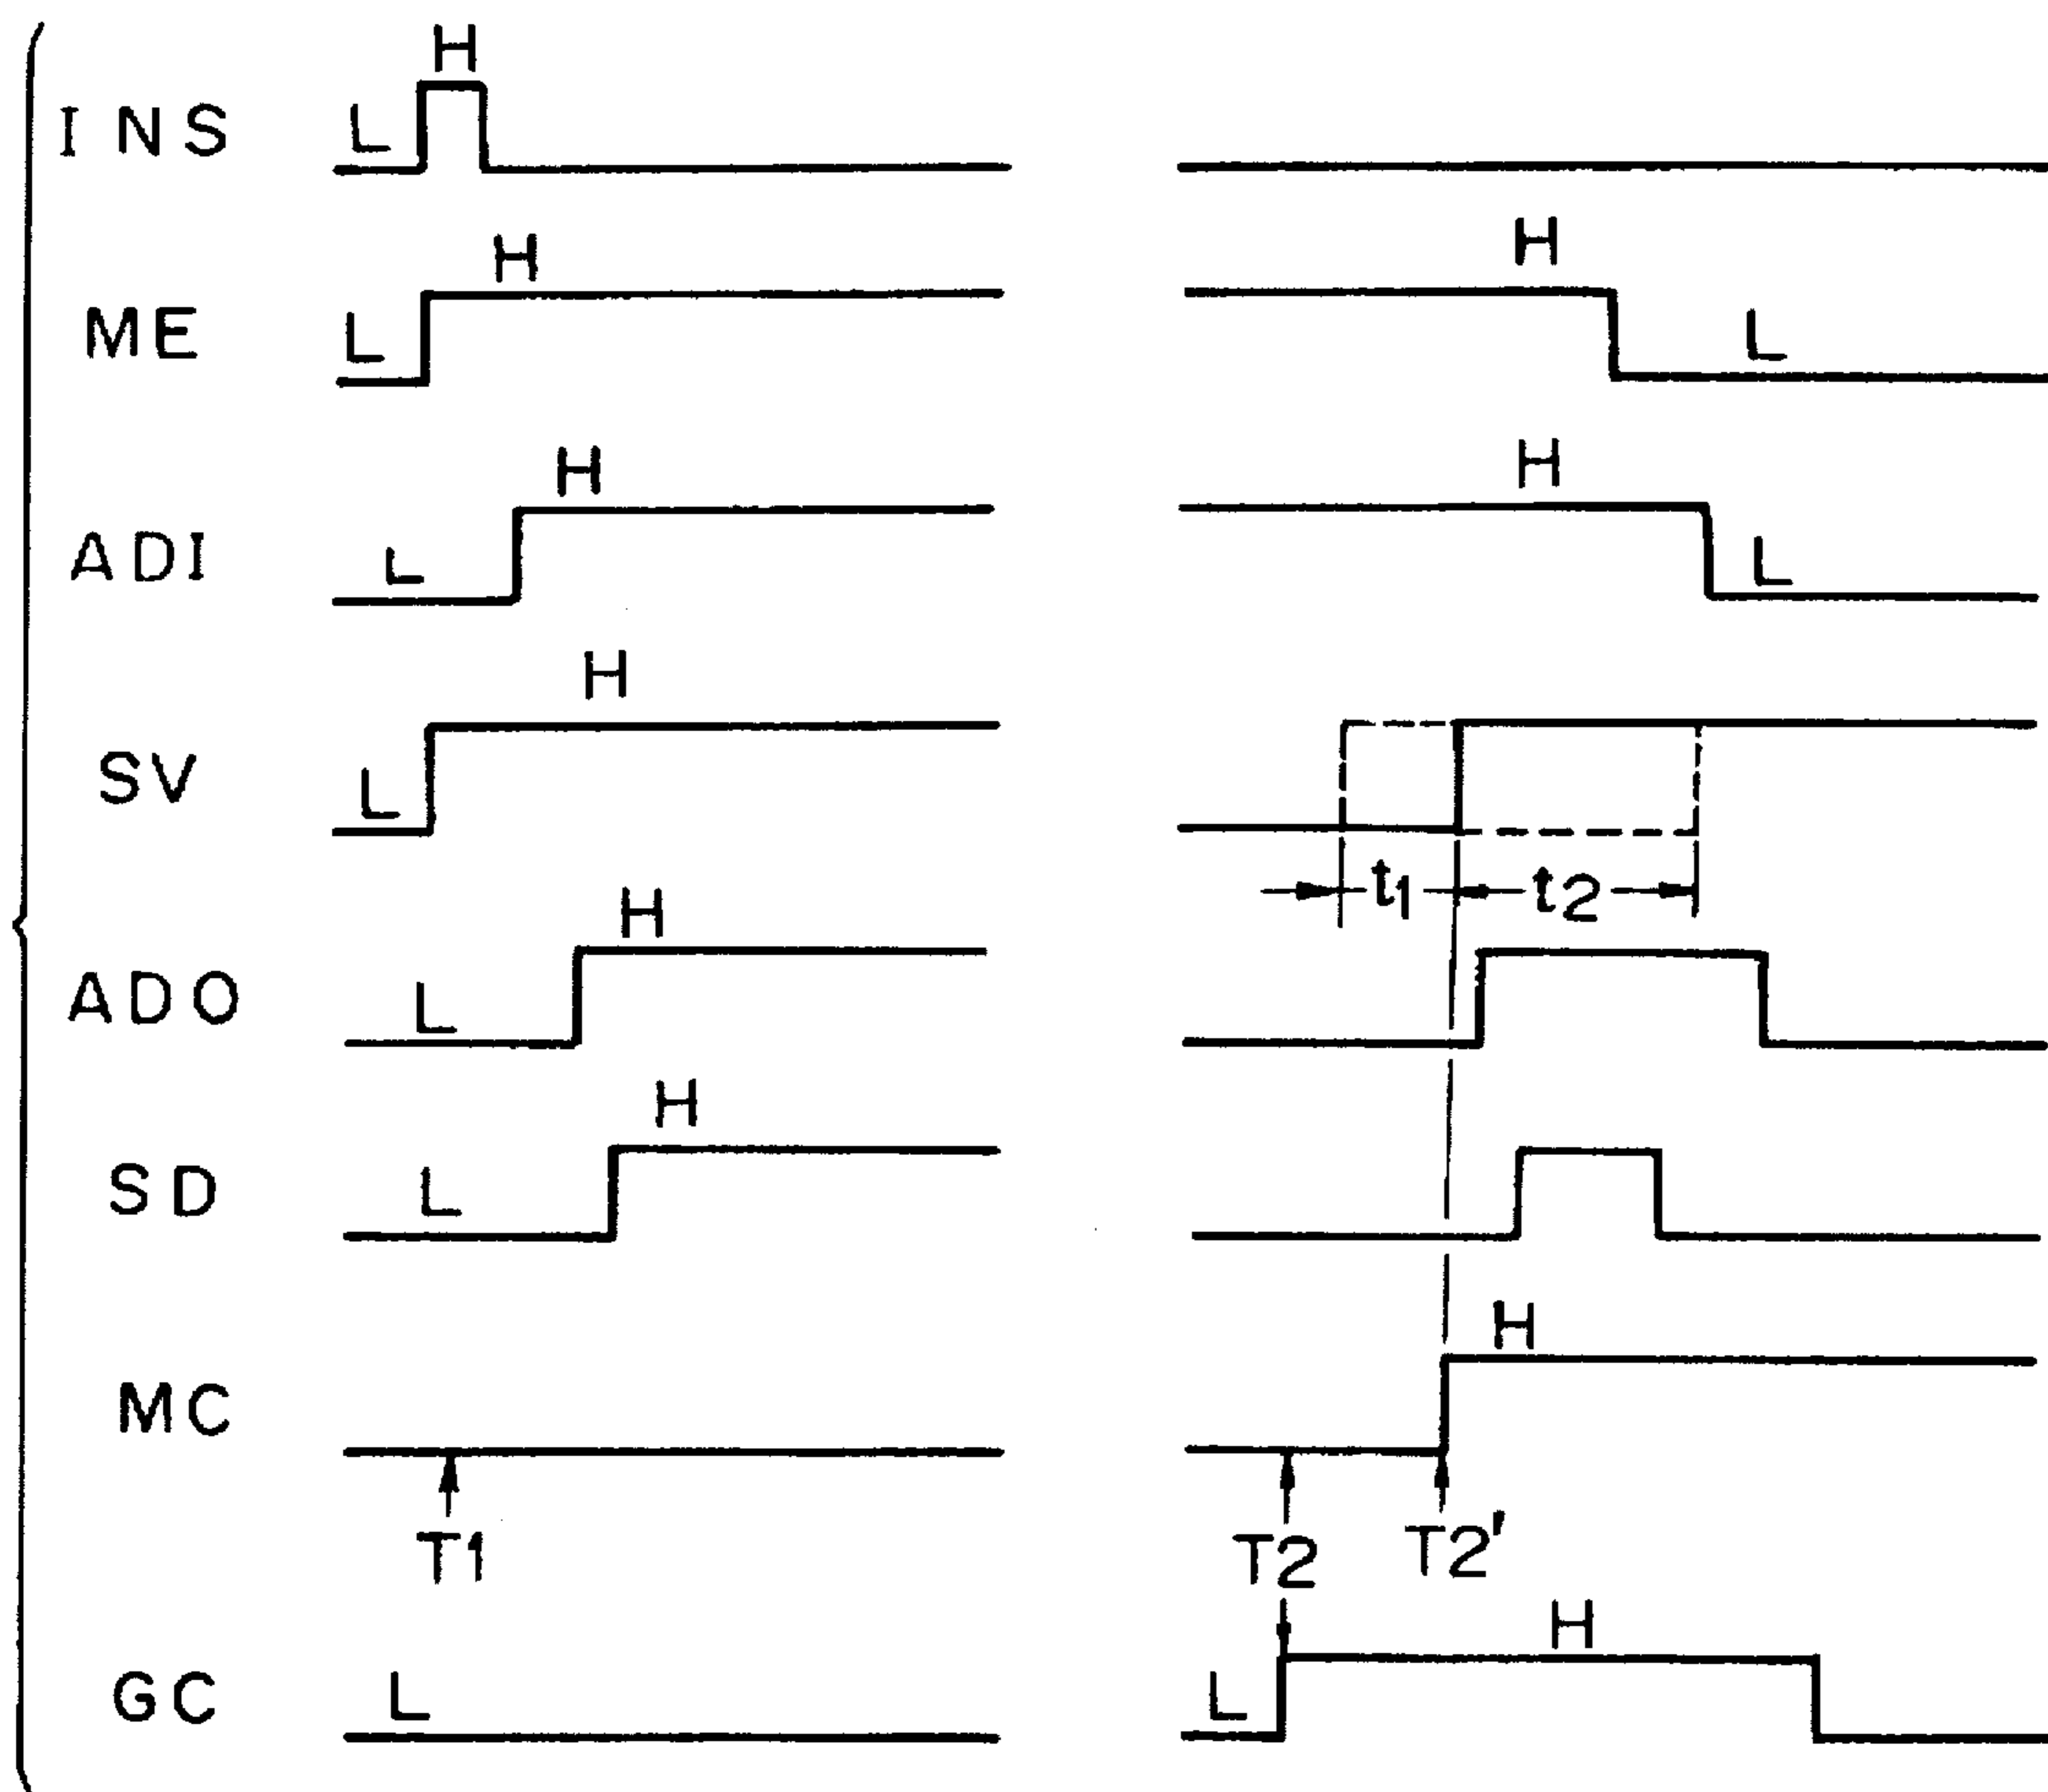 H
INS L
H H
ME L L
H H
ADI L L
H
SV L
t1 t2
H
ADO L
H
SD L
H
MC
T1 T2 T2'
H
GC L L